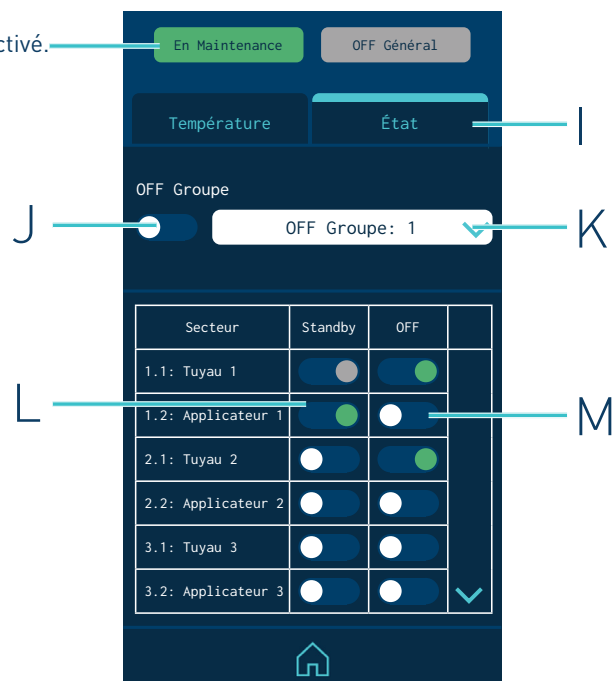 ctivé.
En Maintenance OFF Général
Température État
I
OFF Groupe
J
OFF Groupe: 1
K
Secteur Standby OFF
1.1: Tuyau 1
L
1.2: Applicateur 1
M
2.1: Tuyau 2
2.2: Applicateur 2
3.1: Tuyau 3
3.2: Applicateur 3